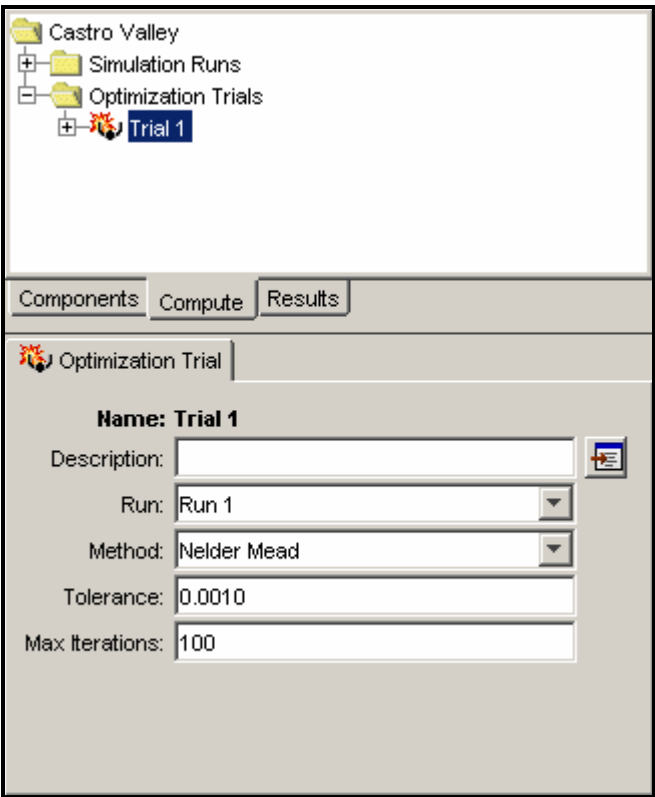 Castro Valley
Simulation Runs
Optimization Trials
Trial 1
Components Compute Results
Optimization Trial
Name: Trial 1
Description:
Run: Run 1
Method: Nelder Mead
Tolerance: 0.0010
Max Iterations: 100